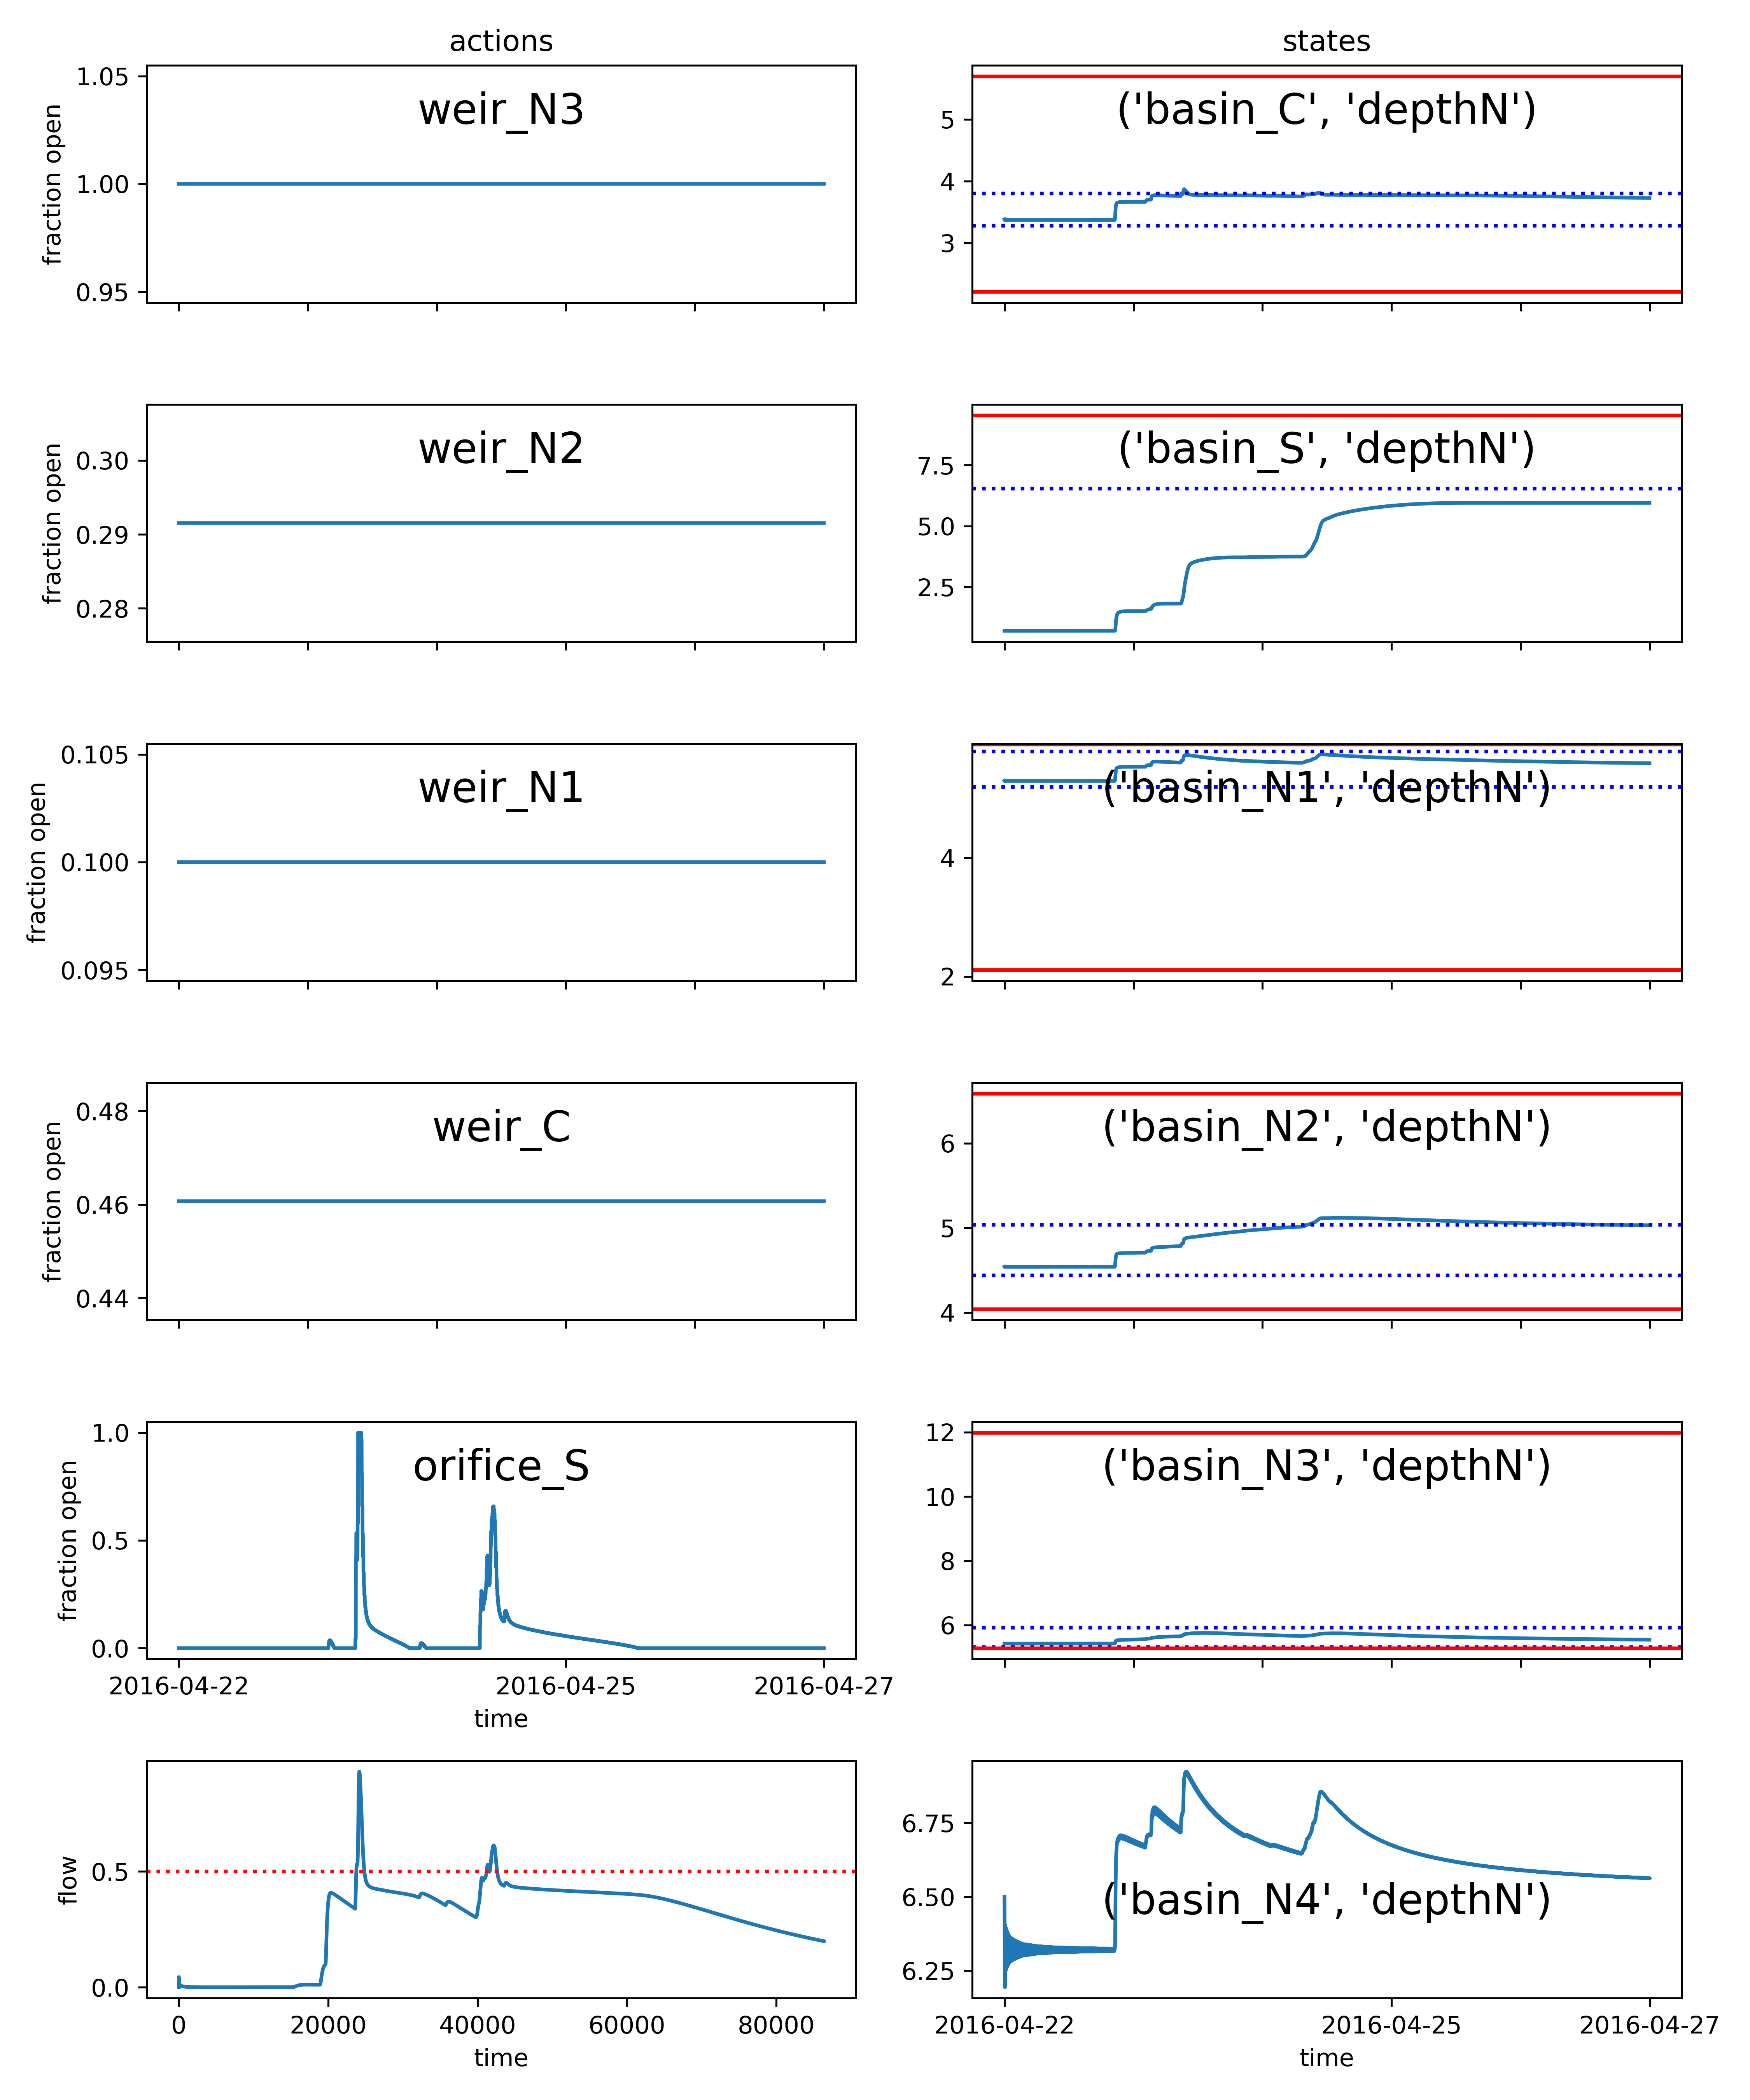 actions
states
1.05
1.00
0.95
fraction open
weir_N3
5
4
3
('basin_C', 'depthN')
0.30
0.29
0.28
fraction open
weir_N2
7.5
5.0
2.5
('basin_S', 'depthN')
0.105
0.100
0.095
fraction open
weir_N1
4
2
('basin_N1', 'depthN')
0.48
0.46
0.44
fraction open
weir_C
6
5
4
('basin_N2', 'depthN')
1.0
0.5
0.0
fraction open
orifice_S
2016-04-22 2016-04-25 2016-04-27
time
12
10
8
6
('basin_N3', 'depthN')
0.5
0.0
flow
0 20000 40000 60000 80000
time
6.75
6.50
6.25
('basin_N4', 'depthN')
2016-04-22 2016-04-25 2016-04-27
time